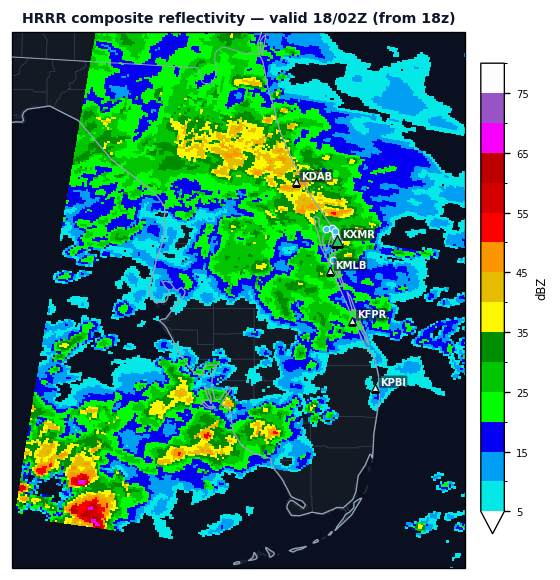 HRRR composite reflectivity — valid 18/02Z (from 18z)
KDAB
KXMR
KMLB
KFPR
KPBI
75
65
55
45
35
25
15
5
dBZ